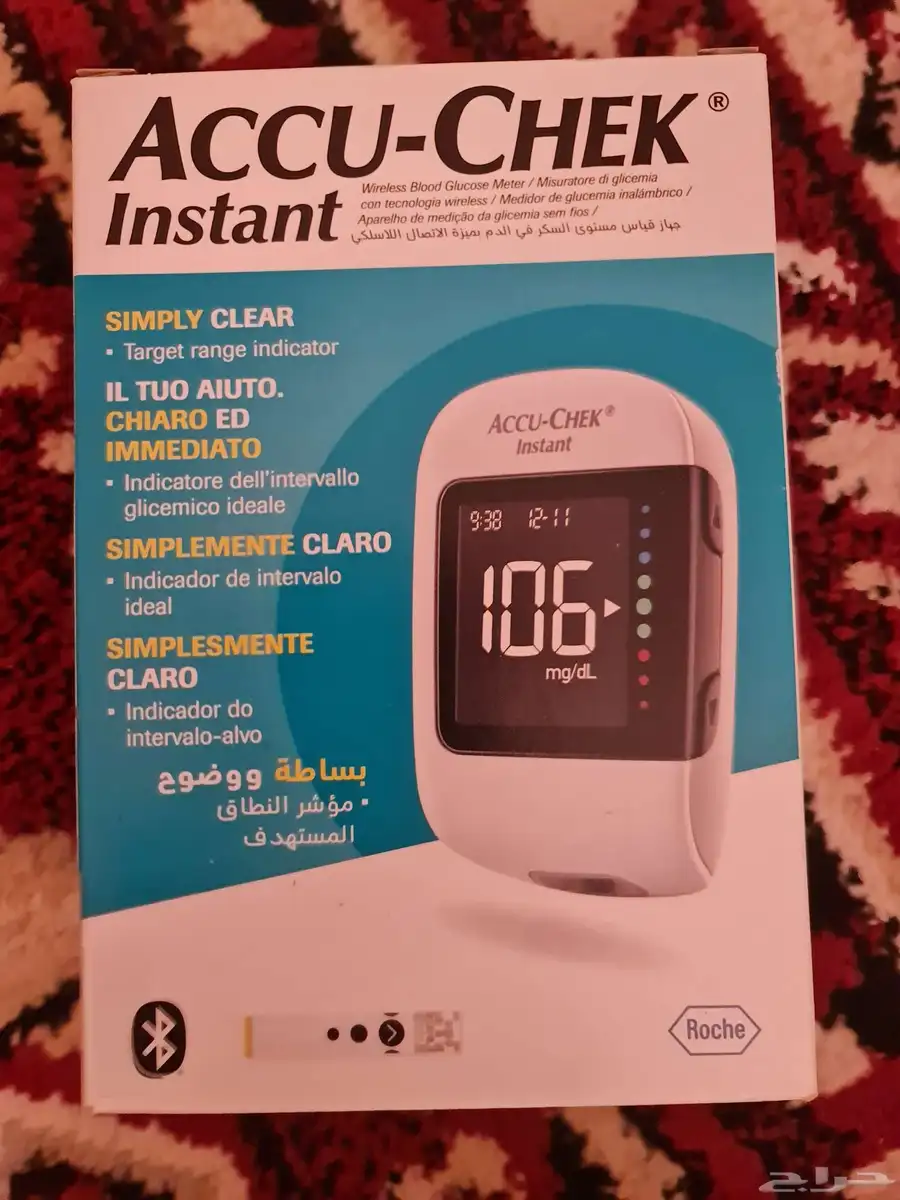 ACCU-CHEK®
Instant
Wireless Blood Glucose Meter / Misuratore di glicemia
con tecnologia wireless / Medidor de glucemia inalámbrico /
Aparelho de medição da glicemia sem fios /
جهاز قياس مستوى السكر في الدم بميزة الاتصال اللاسلكي
SIMPLY CLEAR
▪ Target range indicator
IL TUO AIUTO.
CHIARO ED
IMMEDIATO
▪ Indicatore dell'intervallo
glicemico ideale
SIMPLEMENTE CLARO
▪ Indicador de intervalo
ideal
SIMPLESMENTE
CLARO
▪ Indicador do
intervalo-alvo
بساطة ووضوح
▪ مؤشر النطاق
المستهدف
ACCU-CHEK®
Instant
9:38 12-11
106
mg/dL
Roche
حراج